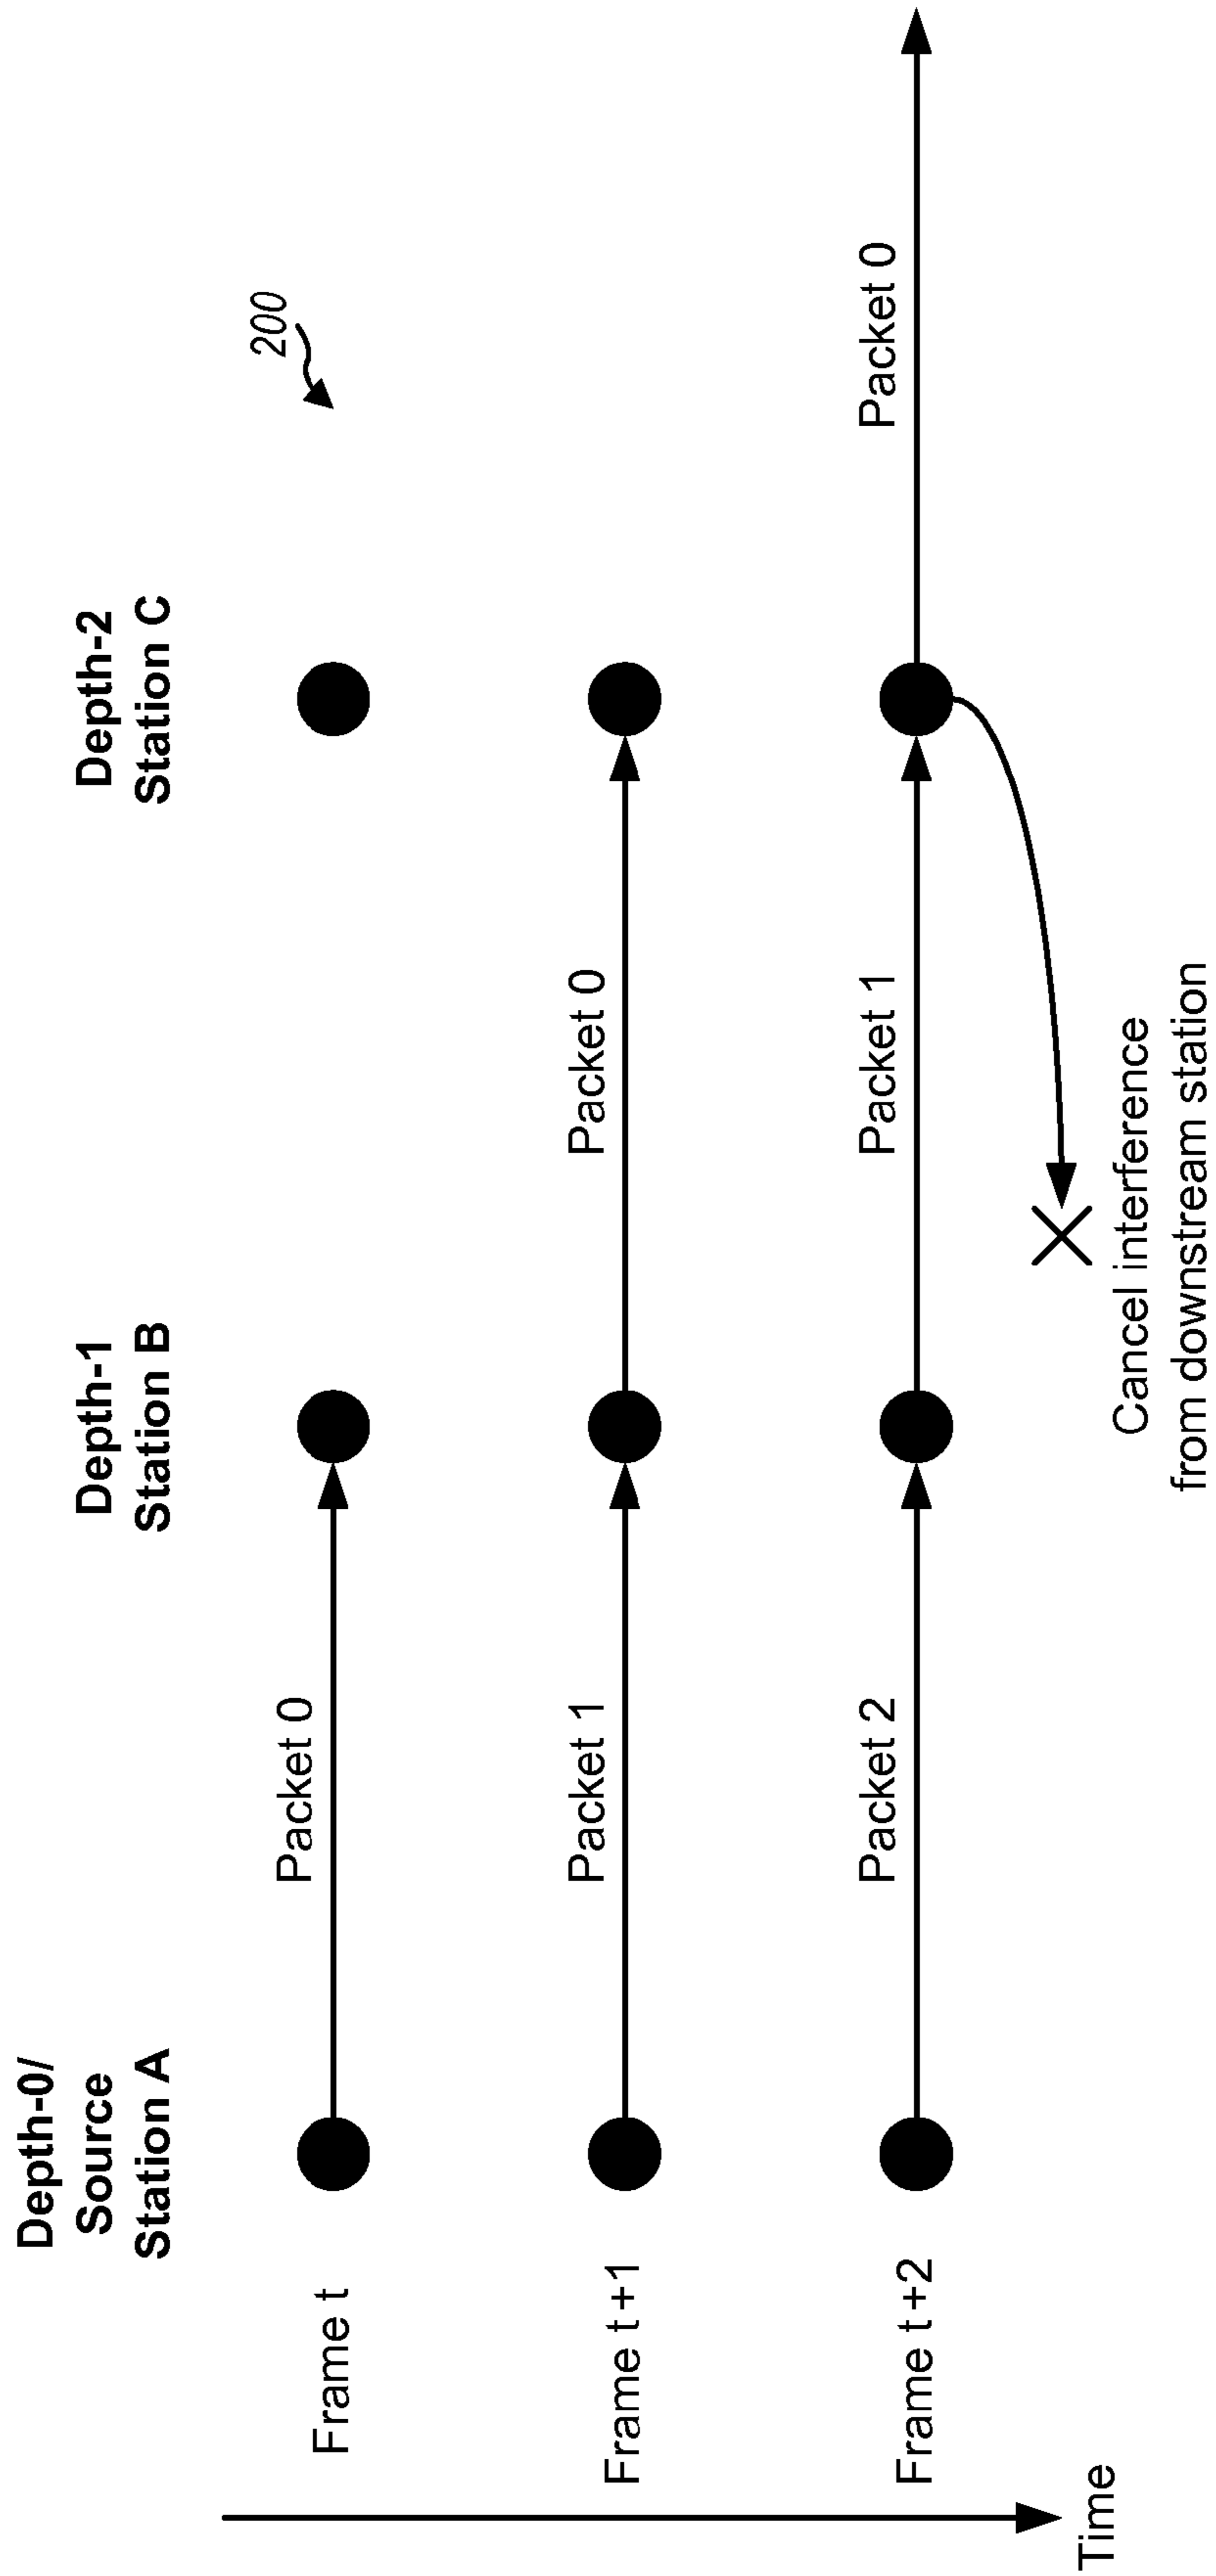 200
Depth-0/
Source
Station A
Depth-1
Station B
Depth-2
Station C
Frame t
Packet 0
Frame t+1
Packet 1
Packet 0
Frame t+2
Packet 2
Packet 1
Packet 0
Cancel interference
from downstream station
Time